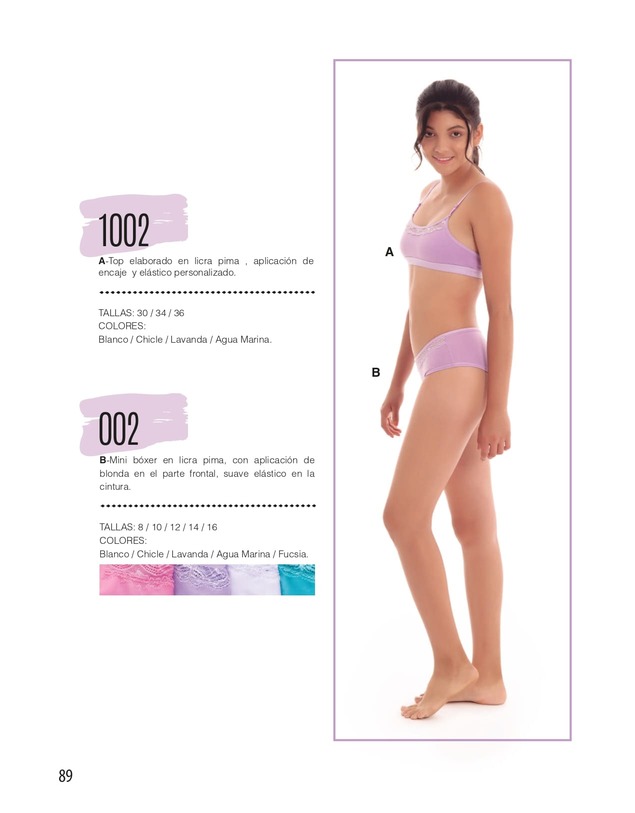 1002
A-Top elaborado en licra pima , aplicación de
encaje y elástico personalizado.
TALLAS: 30 / 34 / 36
COLORES:
Blanco / Chicle / Lavanda / Agua Marina.
A
B
002
B-Mini bóxer en licra pima, con aplicación de
blonda en el parte frontal, suave elástico en la
cintura.
TALLAS: 8 / 10 / 12 / 14 / 16
COLORES:
Blanco / Chicle / Lavanda / Agua Marina / Fucsia.
89